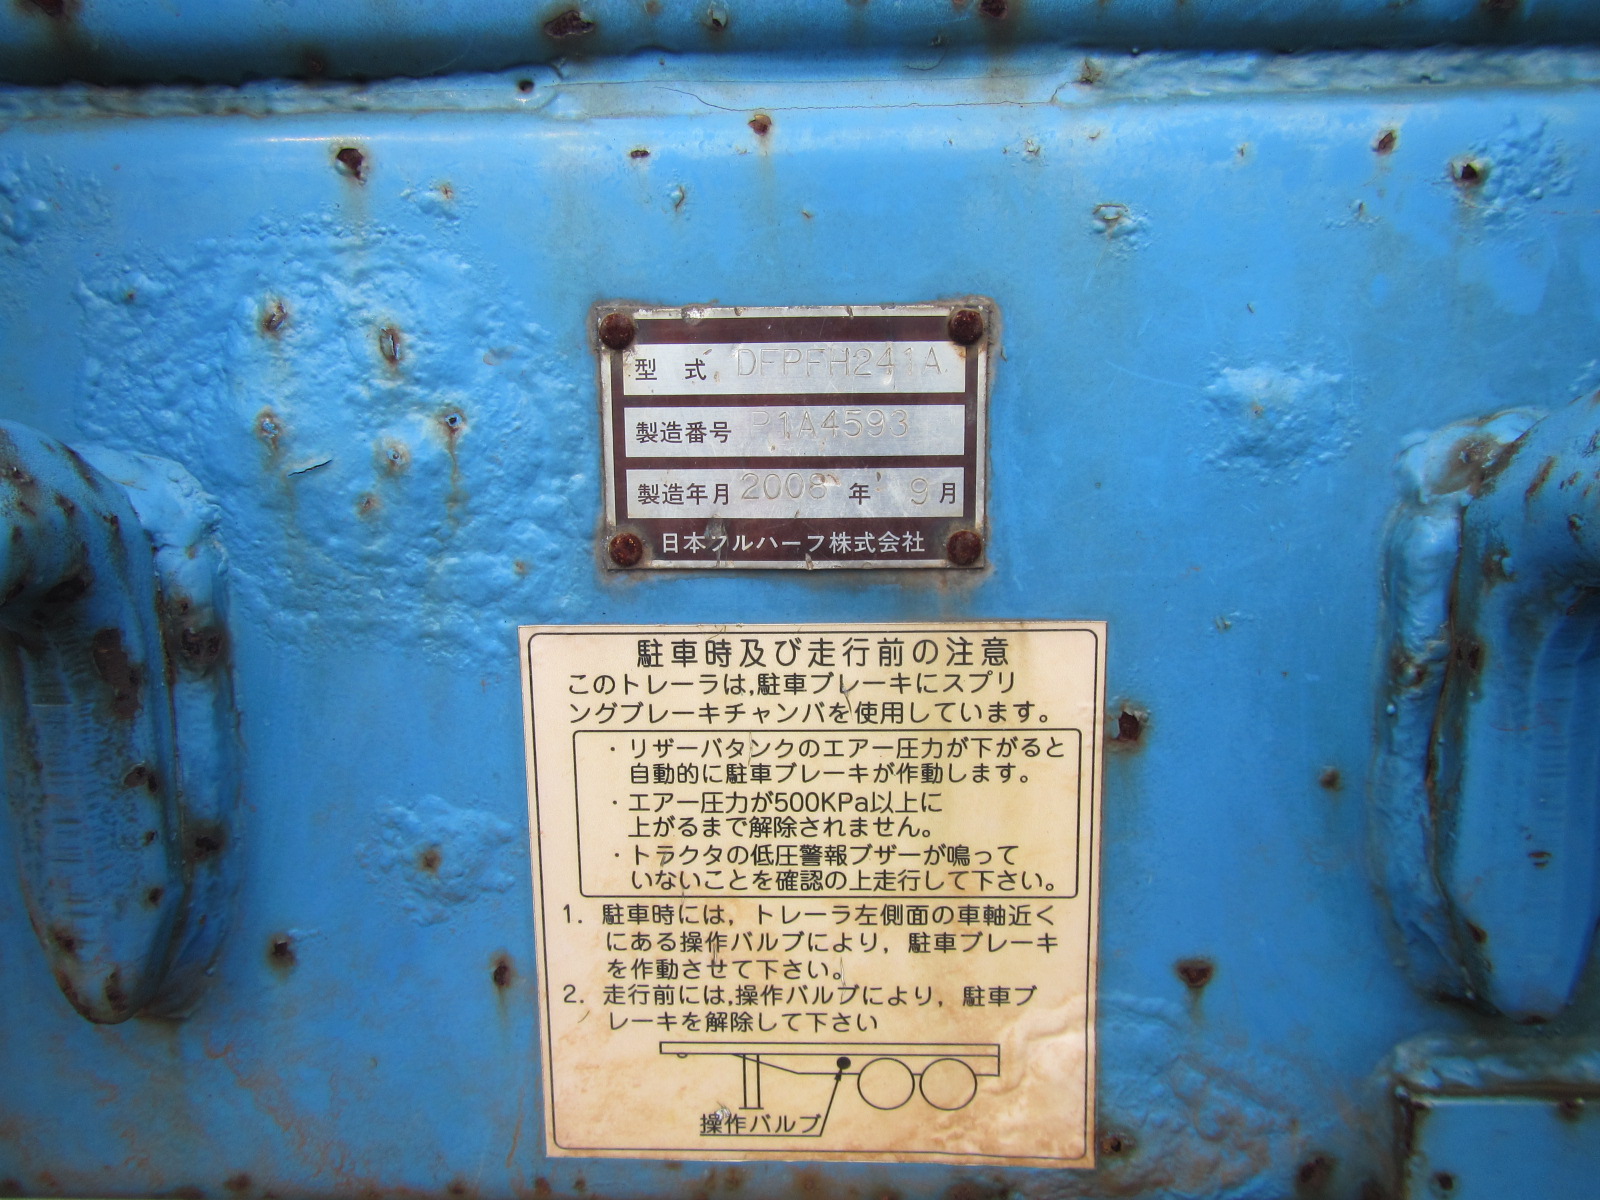 型 式 DFPFH241A
製造番号 P1A4593
製造年月 2008 年 9 月
日本フルハーフ株式会社
駐車時及び走行前の注意
このトレーラは,駐車ブレーキにスプリ
ングブレーキチャンバを使用しています。
・リザーバタンクのエアー圧力が下がると
自動的に駐車ブレーキが作動します。
・エアー圧力が500KPa以上に
上がるまで解除されません。
・トラクタの低圧警報ブザーが鳴って
いないことを確認の上走行して下さい。
1. 駐車時には，トレーラ左側面の車軸近く
にある操作バルブにより，駐車ブレーキ
を作動させて下さい。
2. 走行前には,操作バルブにより，駐車ブ
レーキを解除して下さい
操作バルブ